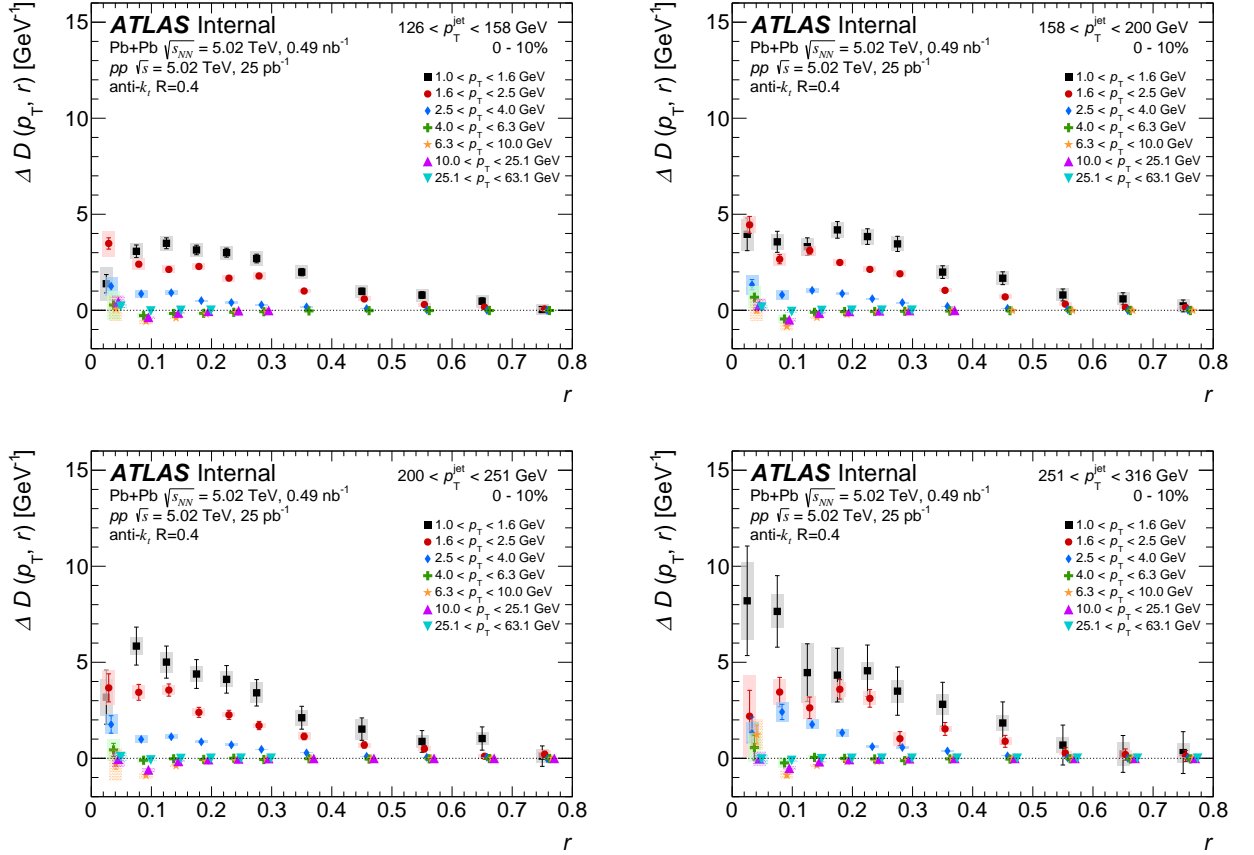 ATLAS Internal
126 < p_T^jet < 158 GeV
Pb+Pb √s_NN = 5.02 TeV, 0.49 nb⁻¹
0 - 10%
pp √s = 5.02 TeV, 25 pb⁻¹
anti-k_t R=0.4
1.0 < p_T < 1.6 GeV
1.6 < p_T < 2.5 GeV
2.5 < p_T < 4.0 GeV
4.0 < p_T < 6.3 GeV
6.3 < p_T < 10.0 GeV
10.0 < p_T < 25.1 GeV
25.1 < p_T < 63.1 GeV
Δ D (p_T, r) [GeV⁻¹]
15
10
5
0
0 0.1 0.2 0.3 0.4 0.5 0.6 0.7 0.8
r
ATLAS Internal
158 < p_T^jet < 200 GeV
Pb+Pb √s_NN = 5.02 TeV, 0.49 nb⁻¹
0 - 10%
pp √s = 5.02 TeV, 25 pb⁻¹
anti-k_t R=0.4
1.0 < p_T < 1.6 GeV
1.6 < p_T < 2.5 GeV
2.5 < p_T < 4.0 GeV
4.0 < p_T < 6.3 GeV
6.3 < p_T < 10.0 GeV
10.0 < p_T < 25.1 GeV
25.1 < p_T < 63.1 GeV
Δ D (p_T, r) [GeV⁻¹]
15
10
5
0
0 0.1 0.2 0.3 0.4 0.5 0.6 0.7 0.8
r
ATLAS Internal
200 < p_T^jet < 251 GeV
Pb+Pb √s_NN = 5.02 TeV, 0.49 nb⁻¹
0 - 10%
pp √s = 5.02 TeV, 25 pb⁻¹
anti-k_t R=0.4
1.0 < p_T < 1.6 GeV
1.6 < p_T < 2.5 GeV
2.5 < p_T < 4.0 GeV
4.0 < p_T < 6.3 GeV
6.3 < p_T < 10.0 GeV
10.0 < p_T < 25.1 GeV
25.1 < p_T < 63.1 GeV
Δ D (p_T, r) [GeV⁻¹]
15
10
5
0
0 0.1 0.2 0.3 0.4 0.5 0.6 0.7 0.8
r
ATLAS Internal
251 < p_T^jet < 316 GeV
Pb+Pb √s_NN = 5.02 TeV, 0.49 nb⁻¹
0 - 10%
pp √s = 5.02 TeV, 25 pb⁻¹
anti-k_t R=0.4
1.0 < p_T < 1.6 GeV
1.6 < p_T < 2.5 GeV
2.5 < p_T < 4.0 GeV
4.0 < p_T < 6.3 GeV
6.3 < p_T < 10.0 GeV
10.0 < p_T < 25.1 GeV
25.1 < p_T < 63.1 GeV
Δ D (p_T, r) [GeV⁻¹]
15
10
5
0
0 0.1 0.2 0.3 0.4 0.5 0.6 0.7 0.8
r